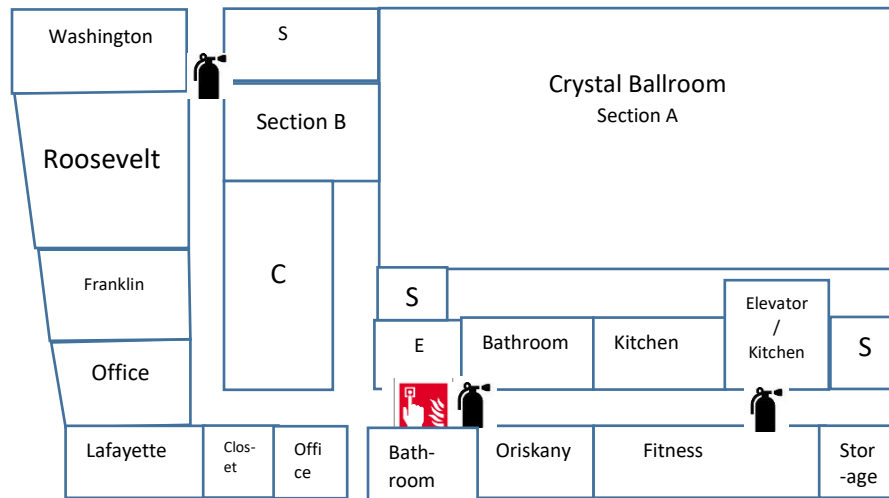 Washington
S
Crystal Ballroom
Section A
Section B
Roosevelt
C
Franklin
S
Elevator
/
Kitchen
E
Bathroom
Kitchen
S
Office
Lafayette
Clos-
et
Offi
ce
Bath-
room
Oriskany
Fitness
Stor
-age